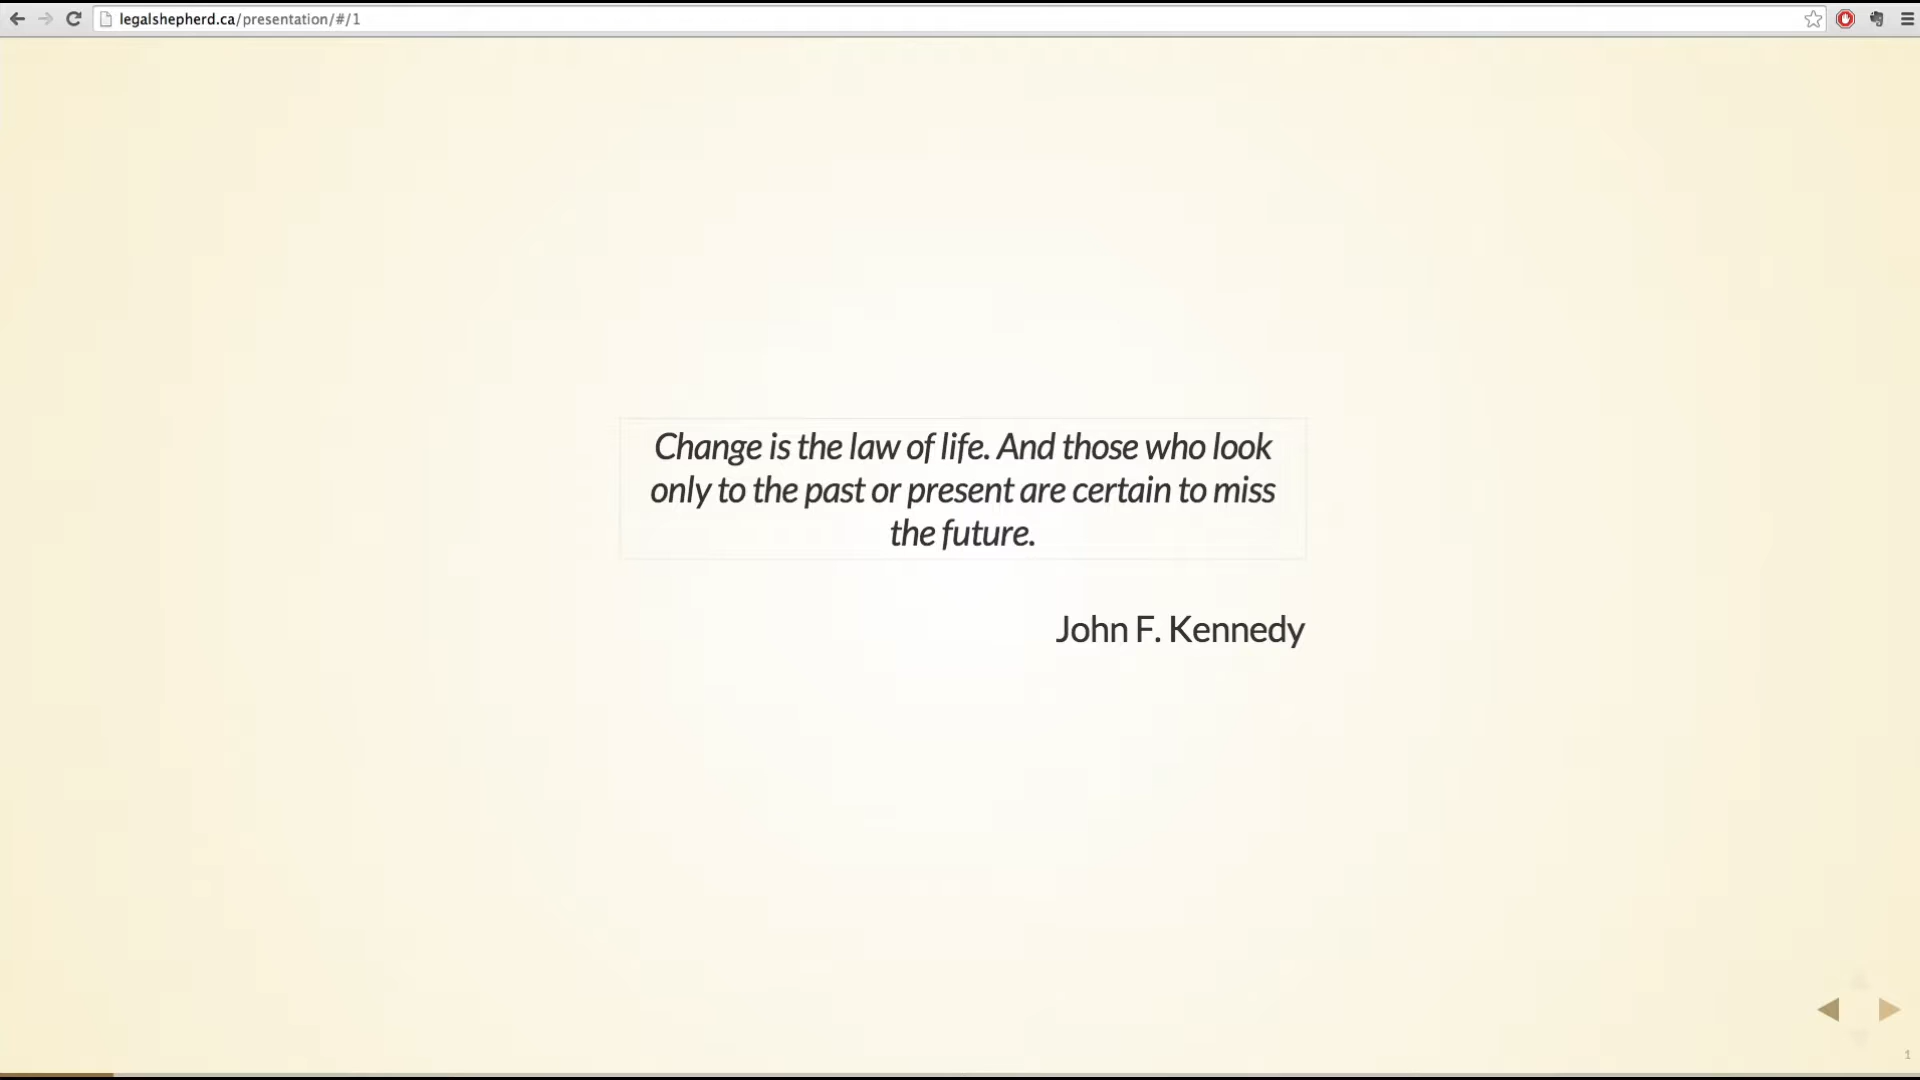 legalshepherd.ca/presentation/#/1
Change is the law of life. And those who look
only to the past or present are certain to miss
the future.
John F. Kennedy
1